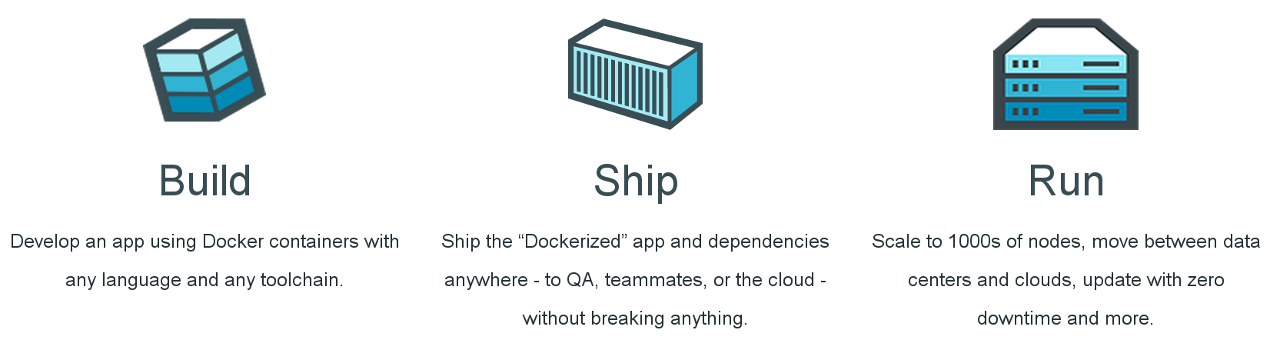 Build
Develop an app using Docker containers with
any language and any toolchain.
Ship
Ship the “Dockerized” app and dependencies
anywhere - to QA, teammates, or the cloud -
without breaking anything.
Run
Scale to 1000s of nodes, move between data
centers and clouds, update with zero
downtime and more.